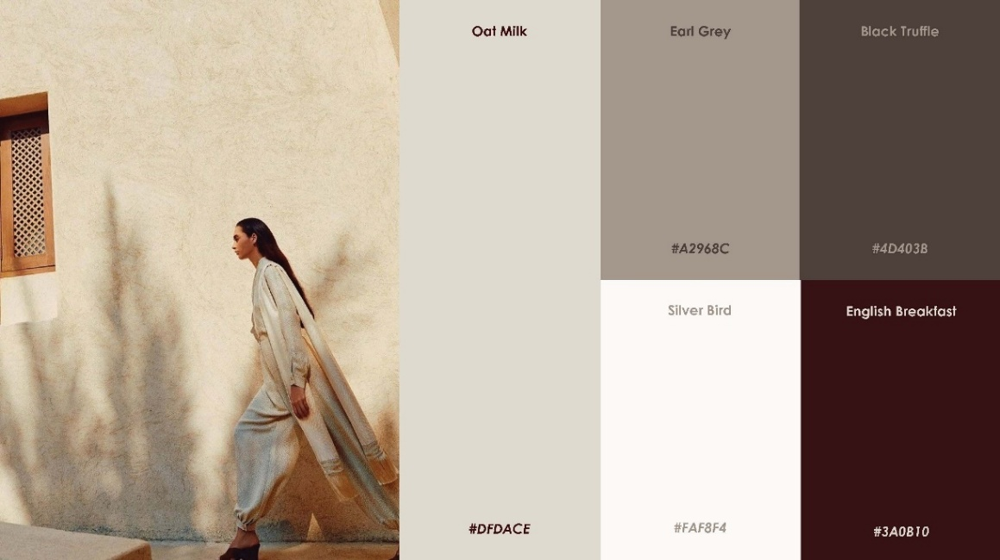 Oat Milk
#DFDACE
Earl Grey
#A2968C
Black Truffle
#4D403B
Silver Bird
#FAF8F4
English Breakfast
#3A0B10